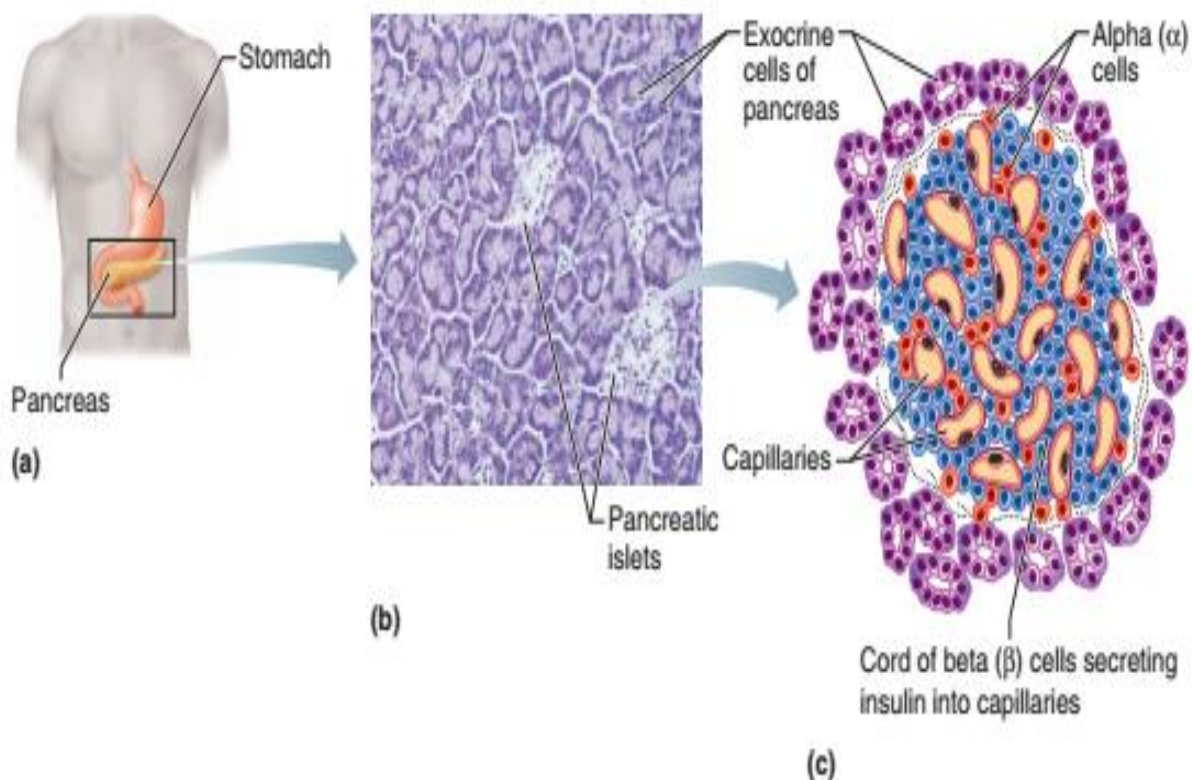 Stomach
Pancreas
(a)
Exocrine
cells of
pancreas
Pancreatic
islets
(b)
Alpha (α)
cells
Capillaries
Cord of beta (β) cells secreting
insulin into capillaries
(c)